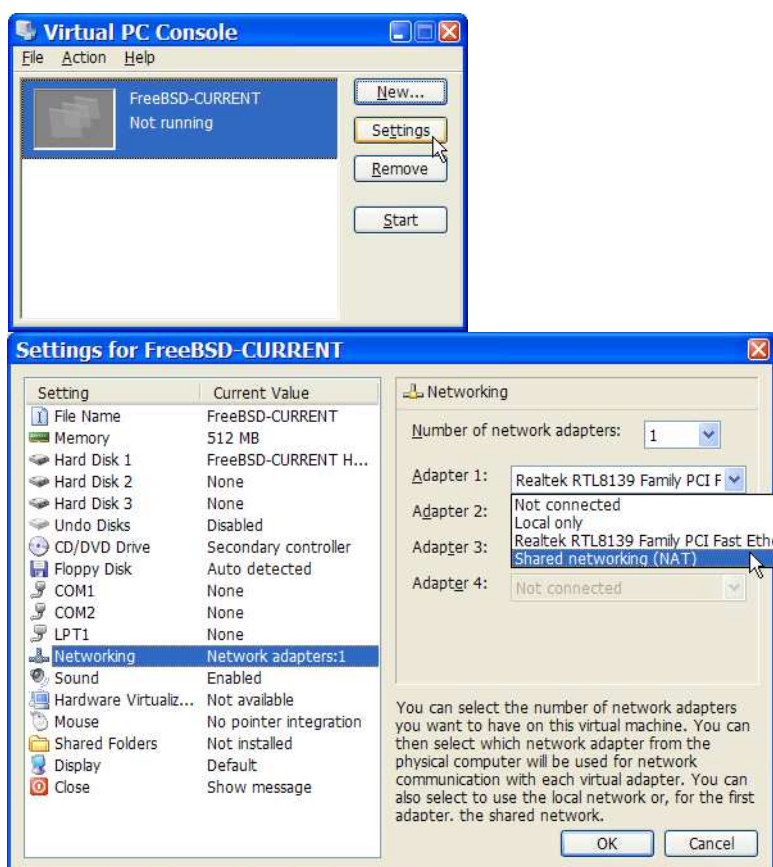 Virtual PC Console
File Action Help
FreeBSD-CURRENT
Not running
New...
Settings
Remove
Start
Settings for FreeBSD-CURRENT
Setting Current Value
File Name FreeBSD-CURRENT
Memory 512 MB
Hard Disk 1 FreeBSD-CURRENT H...
Hard Disk 2 None
Hard Disk 3 None
Undo Disks Disabled
CD/DVD Drive Secondary controller
Floppy Disk Auto detected
COM1 None
COM2 None
LPT1 None
Networking Network adapters:1
Sound Enabled
Hardware Virtualiz... Not available
Mouse No pointer integration
Shared Folders Not installed
Display Default
Close Show message
Networking
Number of network adapters: 1
Adapter 1: Realtek RTL8139 Family PCI F
Not connected
Adapter 2:
Local only
Realtek RTL8139 Family PCI Fast Eth
Adapter 3:
Shared networking (NAT)
Adapter 4: Not connected
You can select the number of network adapters
you want to have on this virtual machine. You can
then select which network adapter from the
physical computer will be used for network
communication with each virtual adapter. You can
also select to use the local network or, for the first
adapter, the shared network.
OK Cancel